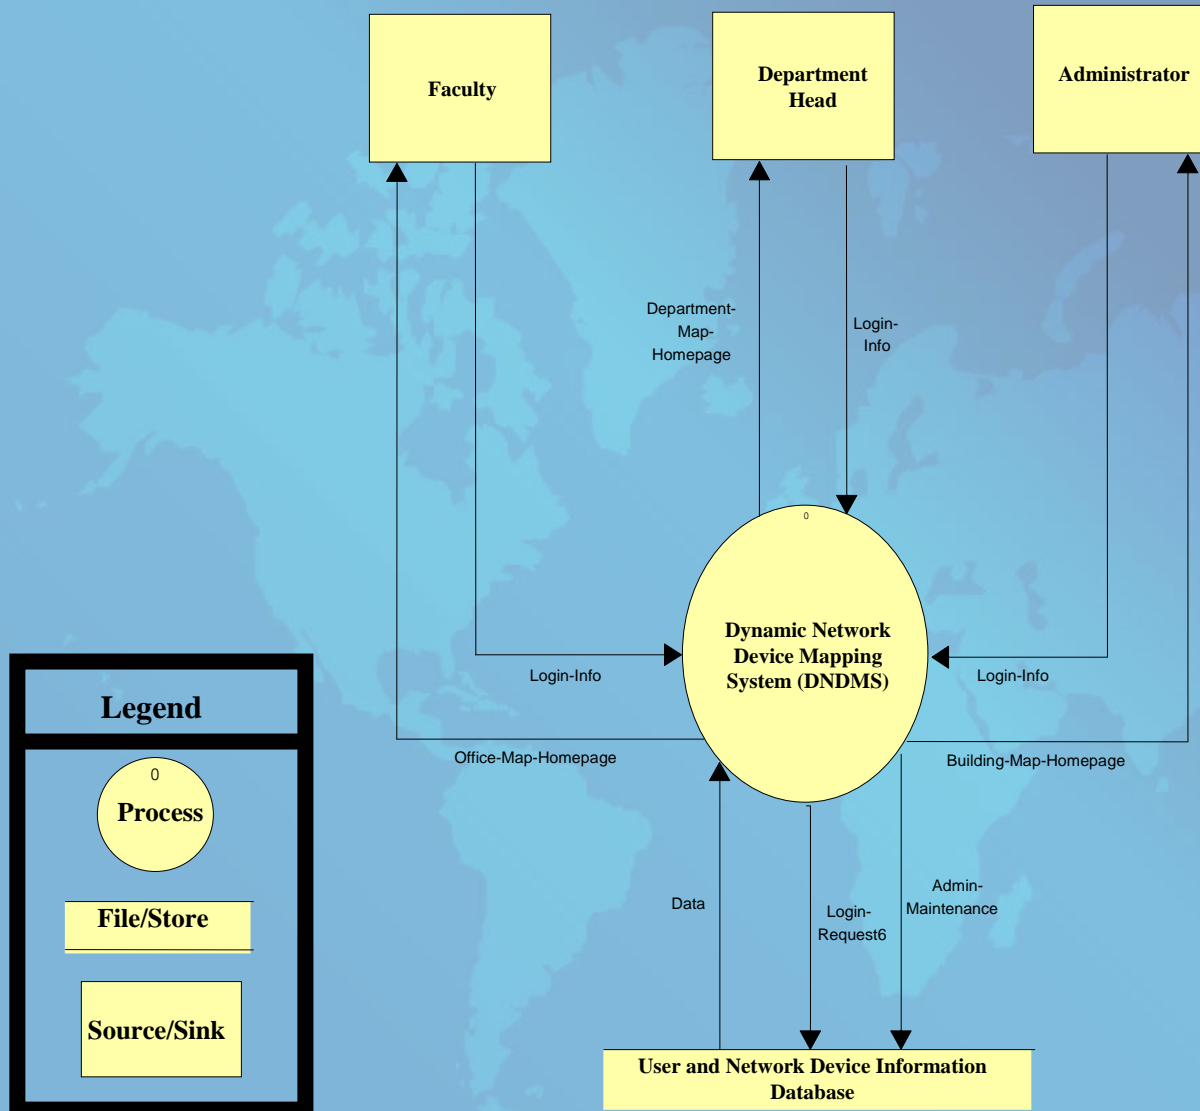 Faculty
Department
Head
Administrator
Department-
Map-
Homepage
Login-
Info
0
Dynamic Network
Device Mapping
System (DNDMS)
Login-Info
Login-Info
Office-Map-Homepage
Building-Map-Homepage
Data
Login-
Request6
Admin-
Maintenance
User and Network Device Information
Database
Legend
0
Process
File/Store
Source/Sink